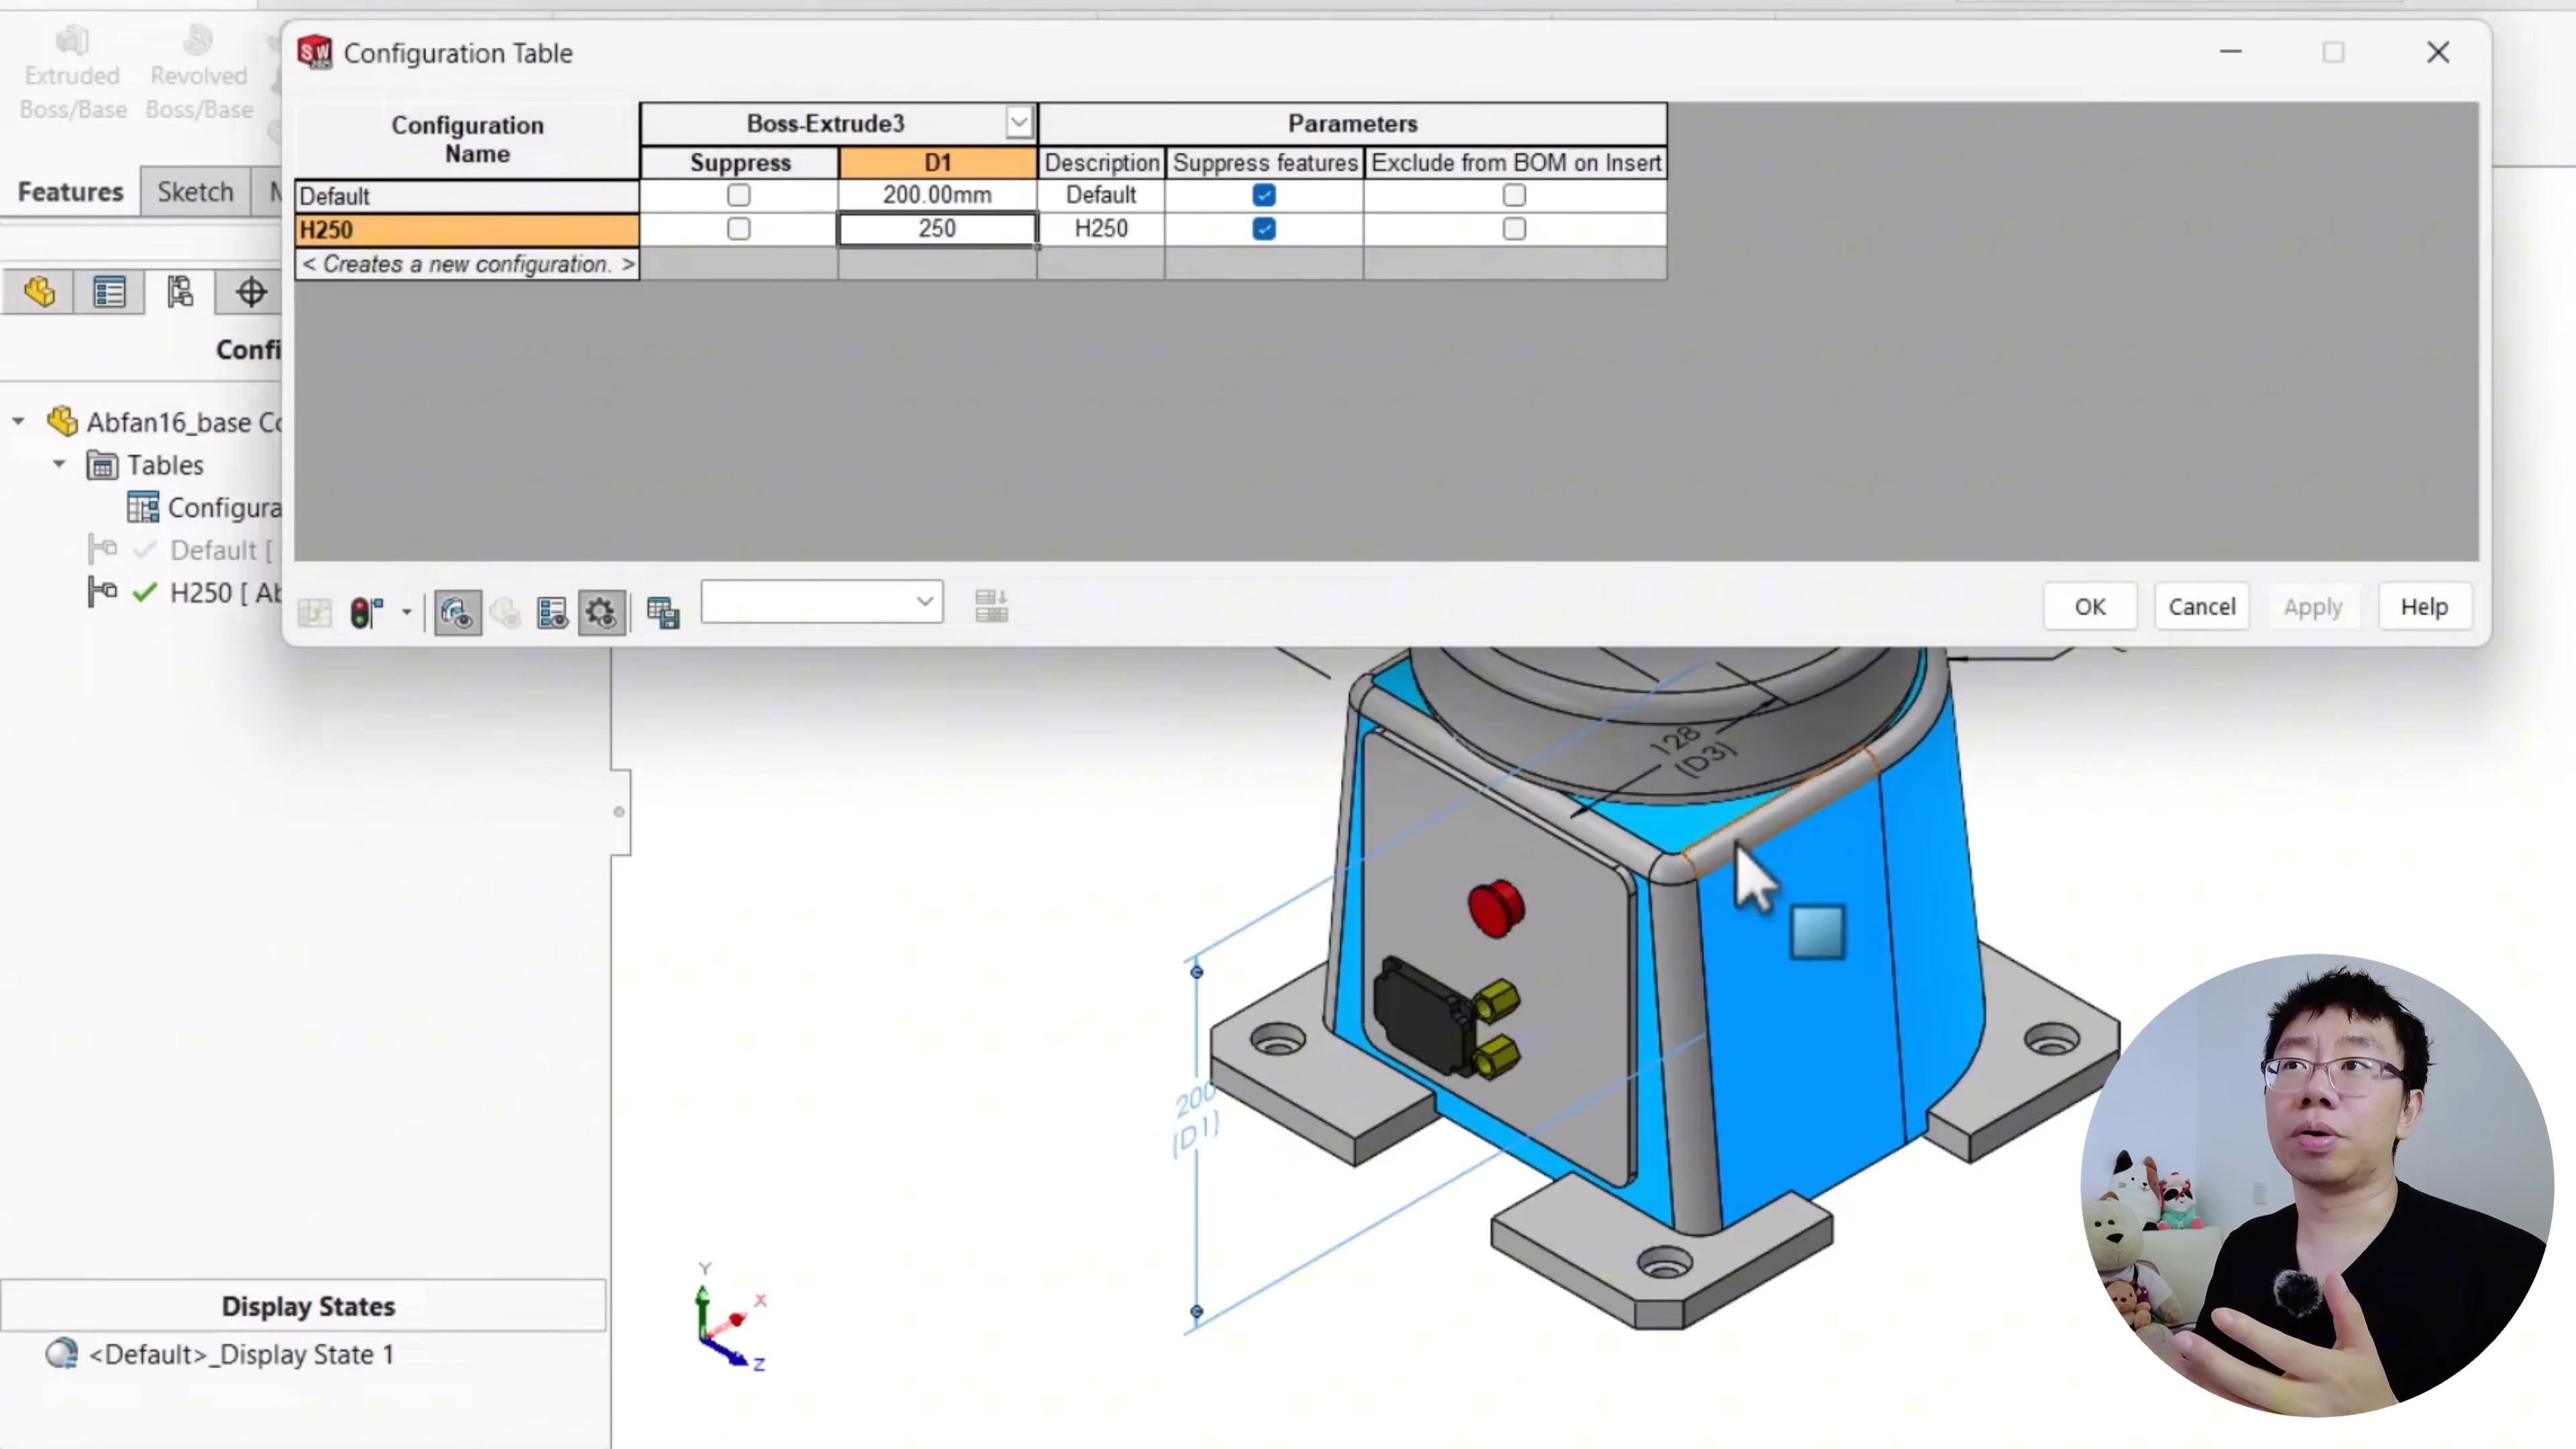 Configuration Table
Extruded Boss/Base
Revolved Boss/Base
Configuration Name
Boss-Extrude3
Parameters
Suppress
D1
Description
Suppress features
Exclude from BOM on Insert
Default
200.00mm
Default
H250
250
H250
< Creates a new configuration. >
Features
Sketch
M
Confi
Abfan16_base Co
Tables
Configura
Default [
H250 [ Ab
OK
Cancel
Apply
Help
128
(D3)
200
(D1)
Y
X
Z
Display States
<Default>_Display State 1